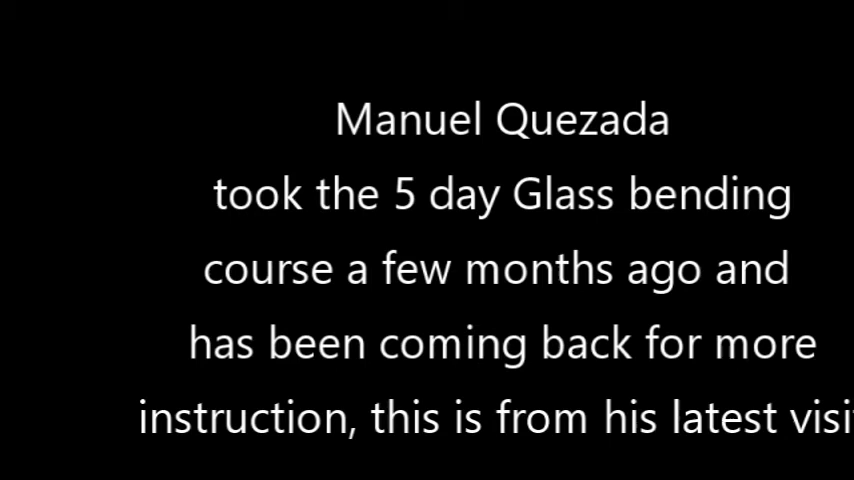 Manuel Quezada
took the 5 day Glass bending
course a few months ago and
has been coming back for more
instruction, this is from his latest visit